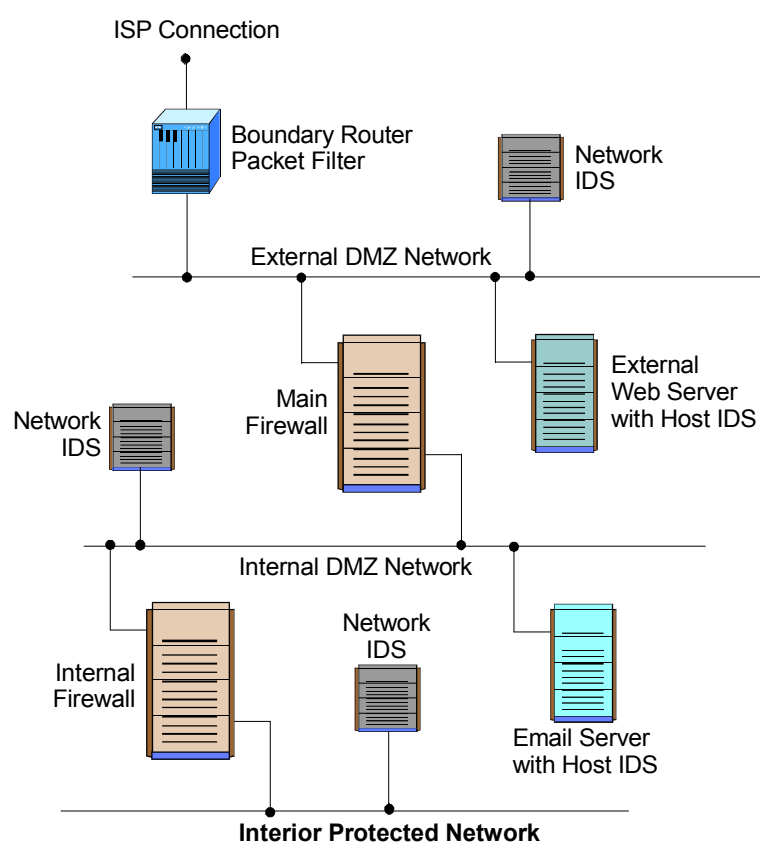 ISP Connection
Boundary Router
Packet Filter
Network
IDS
External DMZ Network
Main
Firewall
External
Web Server
with Host IDS
Network
IDS
Internal DMZ Network
Internal
Firewall
Network
IDS
Email Server
with Host IDS
Interior Protected Network